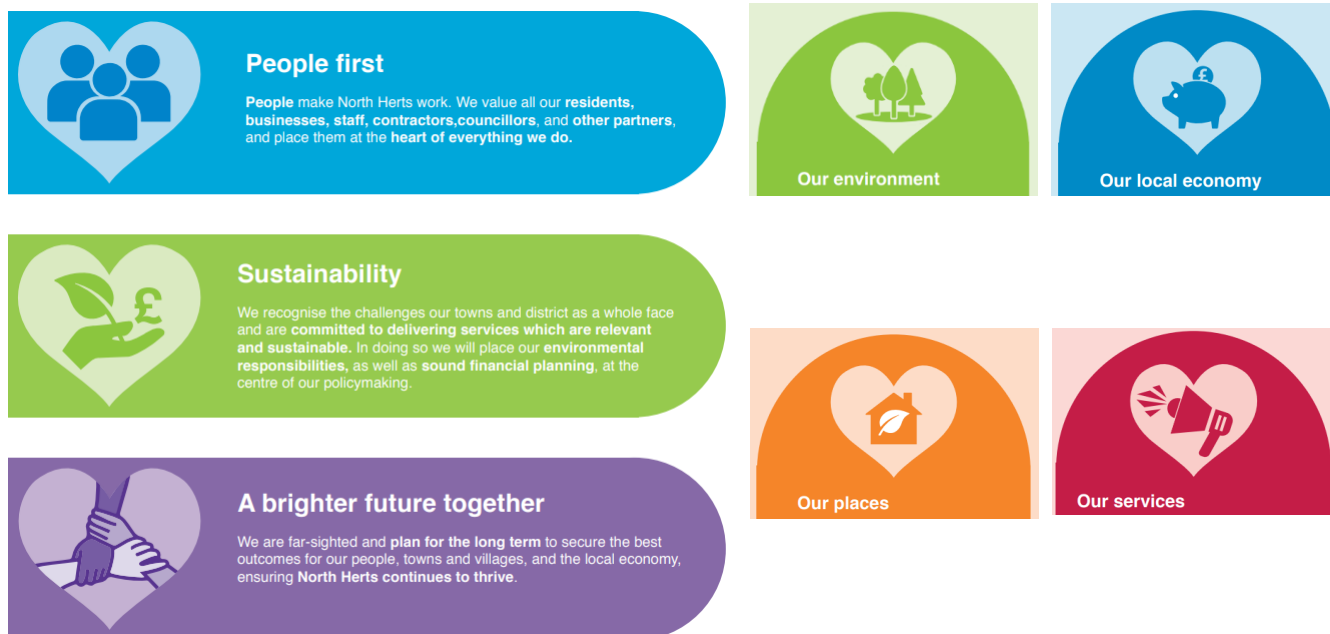 People first
People make North Herts work. We value all our residents,
businesses, staff, contractors,councillors, and other partners,
and place them at the heart of everything we do.
Sustainability
£
We recognise the challenges our towns and district as a whole face
and are committed to delivering services which are relevant
and sustainable. In doing so we will place our environmental
responsibilities, as well as sound financial planning, at the
centre of our policymaking.
A brighter future together
We are far-sighted and plan for the long term to secure the best
outcomes for our people, towns and villages, and the local economy,
ensuring North Herts continues to thrive.
Our environment
£
Our local economy
Our places
Our services